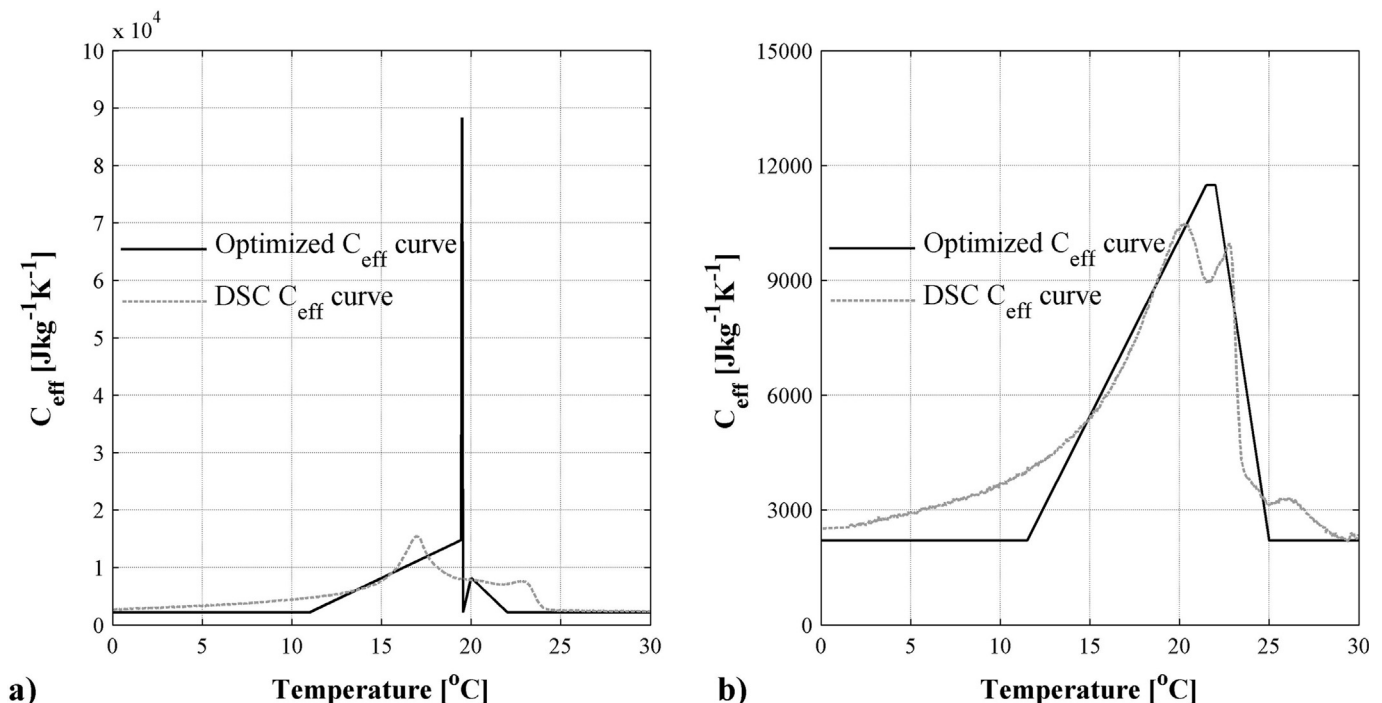 x 10⁴
10
9
8
7
6
5
4
3
2
1
0
C_eff [Jkg⁻¹K⁻¹]
Optimized C_eff curve
DSC C_eff curve
0 5 10 15 20 25 30
a) Temperature [°C]
15000
12000
9000
6000
3000
0
C_eff [Jkg⁻¹K⁻¹]
Optimized C_eff curve
DSC C_eff curve
0 5 10 15 20 25 30
b) Temperature [°C]